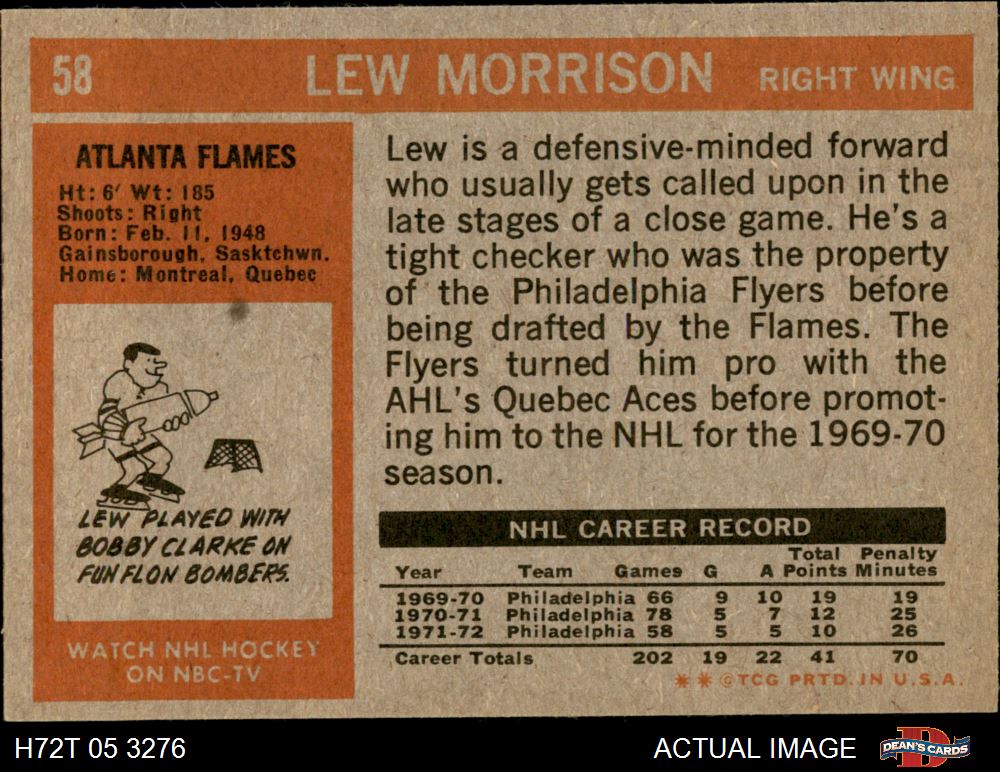 58 LEW MORRISON RIGHT WING
ATLANTA FLAMES
Ht: 6' Wt: 185
Shoots: Right
Born: Feb. 11, 1948
Gainsborough, Sasktchwn.
Home: Montreal, Quebec
LEW PLAYED WITH
BOBBY CLARKE ON
FUN FLON BOMBERS.
WATCH NHL HOCKEY
ON NBC-TV
Lew is a defensive-minded forward
who usually gets called upon in the
late stages of a close game. He's a
tight checker who was the property
of the Philadelphia Flyers before
being drafted by the Flames. The
Flyers turned him pro with the
AHL's Quebec Aces before promot-
ing him to the NHL for the 1969-70
season.
NHL CAREER RECORD
Total Penalty
Year Team Games G A Points Minutes
1969-70 Philadelphia 66 9 10 19 19
1970-71 Philadelphia 78 5 7 12 25
1971-72 Philadelphia 58 5 5 10 26
Career Totals 202 19 22 41 70
* * © TCG PRTD. IN U.S.A.
H72T 05 3276 ACTUAL IMAGE D DEAN'S CARDS